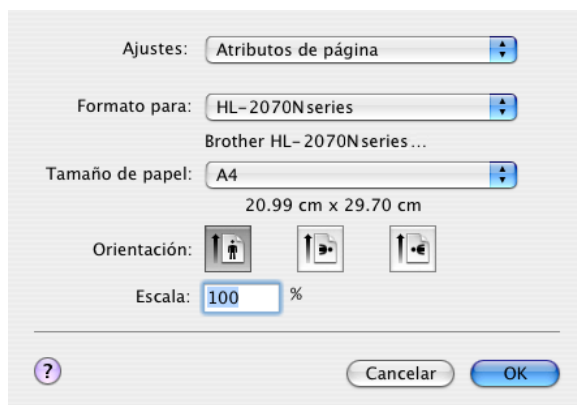 Ajustes: Atributos de página
Formato para: HL-2070N series
Brother HL-2070N series...
Tamaño de papel: A4
20.99 cm x 29.70 cm
Orientación:
Escala: 100 %
? Cancelar OK